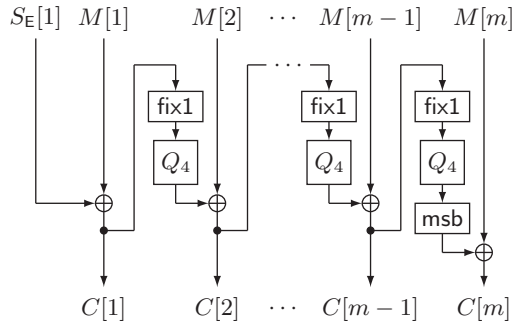 S_E[1] M[1] M[2] ··· M[m − 1] M[m]
···
fix1 fix1 fix1
Q_4 Q_4 Q_4
msb
C[1] C[2] ··· C[m − 1] C[m]